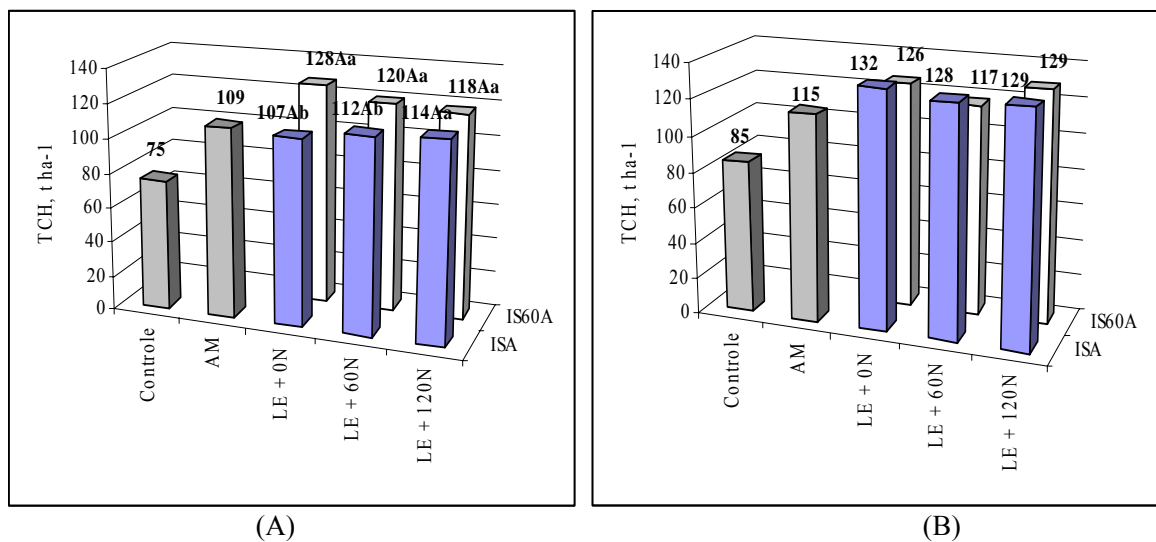 TCH, t ha-1
140
120
100
80
60
40
20
0
75
109
107Ab
128Aa
112Ab
120Aa
114Aa
118Aa
Controle
AM
LE + 0N
LE + 60N
LE + 120N
IS60A
ISA
(A)
TCH, t ha-1
140
120
100
80
60
40
20
0
85
115
132
126
128
117
129
129
Controle
AM
LE + 0N
LE + 60N
LE + 120N
IS60A
ISA
(B)